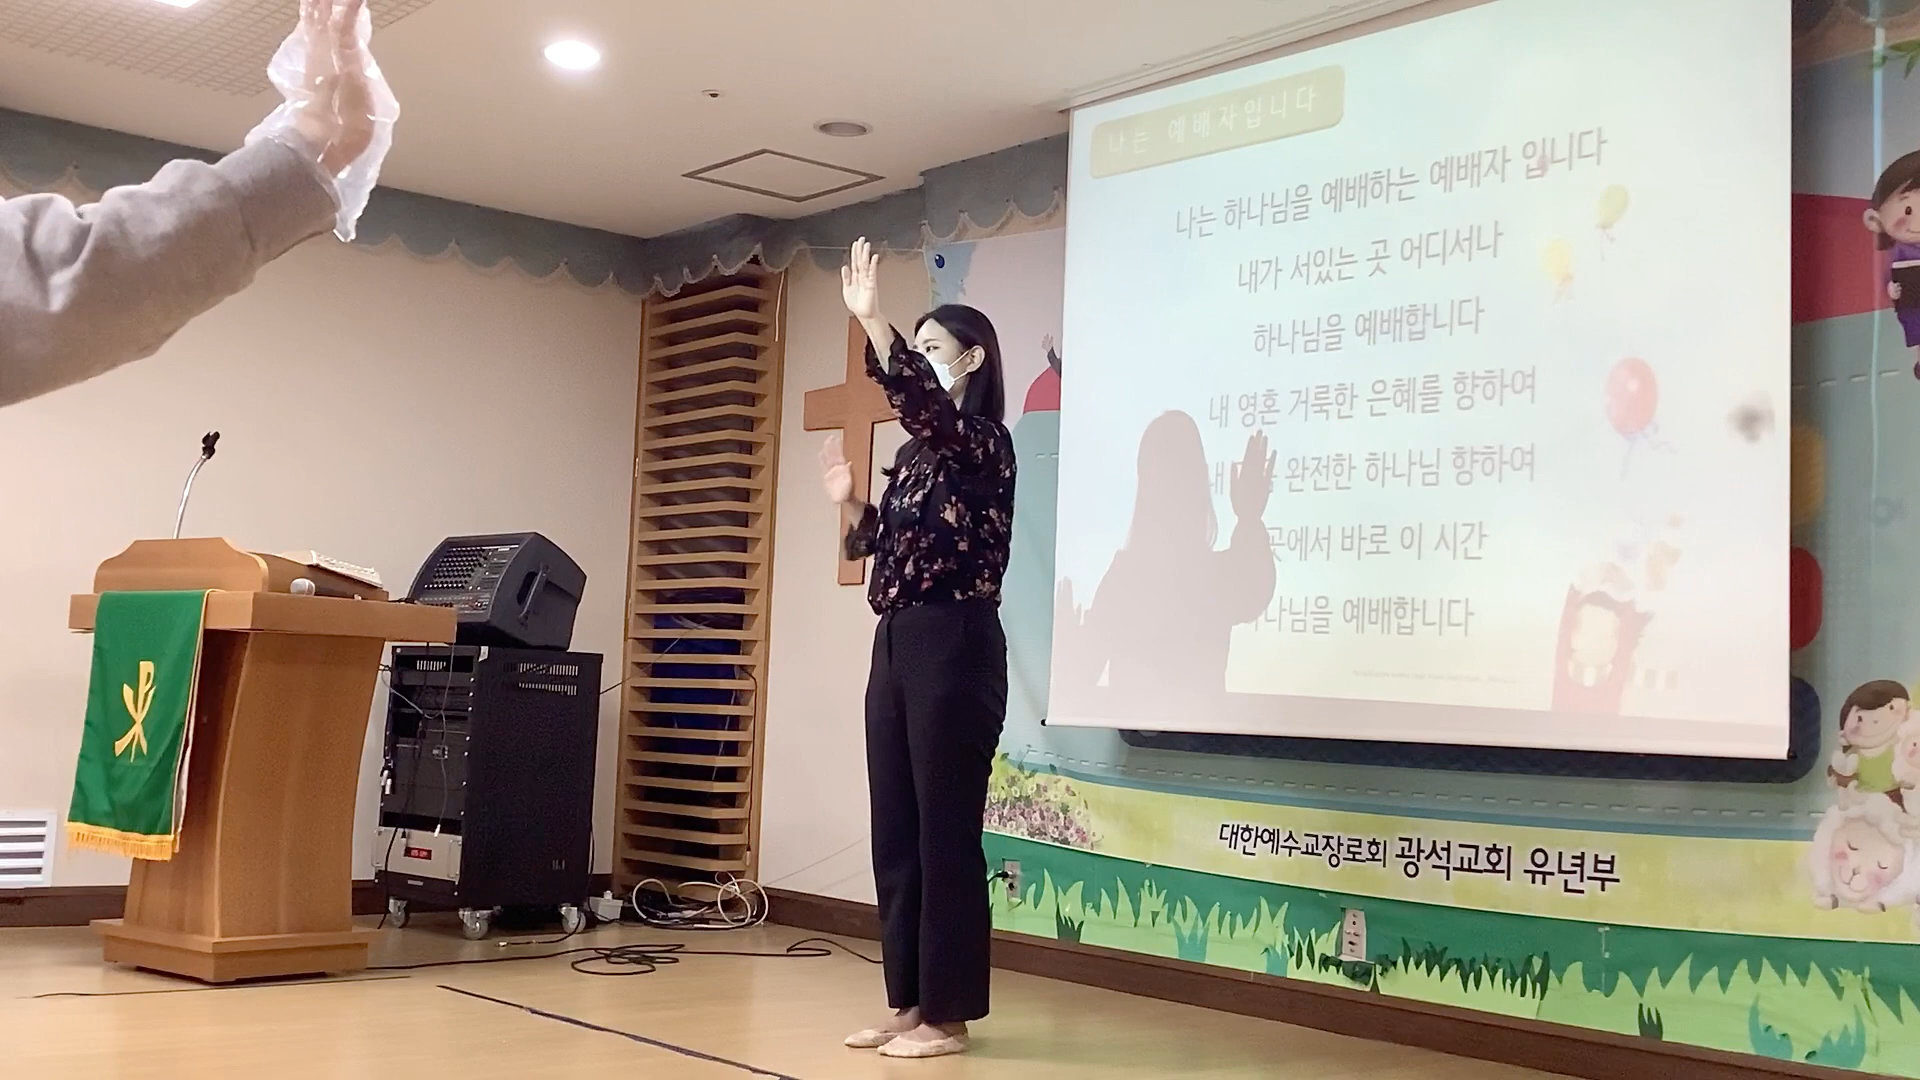 나는 예배자입니다
나는 하나님을 예배하는 예배자 입니다
내가 서있는 곳 어디서나
하나님을 예배합니다
내 영혼 거룩한 은혜를 향하여
내 완전한 하나님 향하여
곳에서 바로 이 시간
하나님을 예배합니다
대한예수교장로회 광석교회 유년부